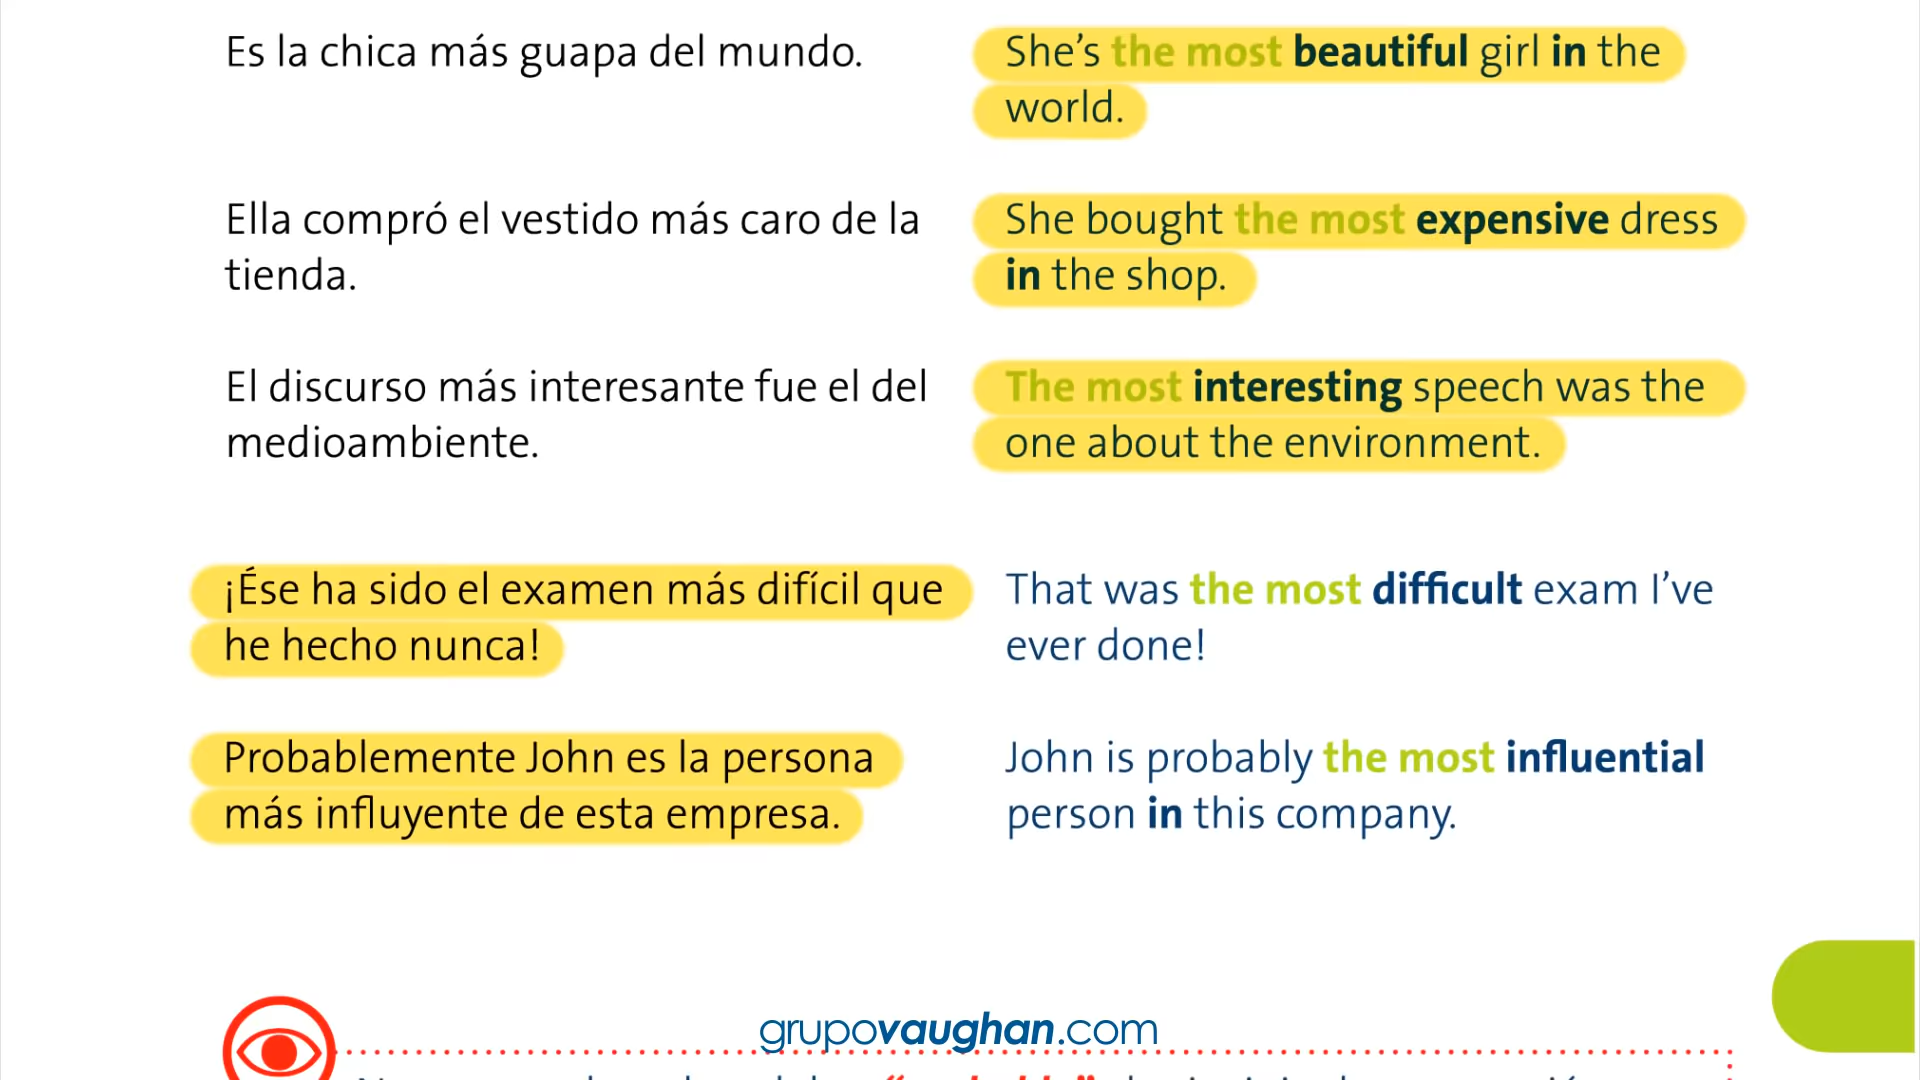 Es la chica más guapa del mundo.
She's the most beautiful girl in the
world.
Ella compró el vestido más caro de la
tienda.
She bought the most expensive dress
in the shop.
El discurso más interesante fue el del
medioambiente.
The most interesting speech was the
one about the environment.
¡Ése ha sido el examen más difícil que
he hecho nunca!
That was the most difficult exam I've
ever done!
Probablemente John es la persona
más influyente de esta empresa.
John is probably the most influential
person in this company.
grupovaughan.com